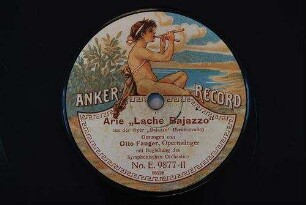 ANKER RECORD
Arie „Lache Bajazzo"
aus der Oper „Bajazzo" (Leoncavallo)
Gesungen von
Otto Fanger, Opernsänger
mit Begleitung des
Symphonischen Orchester
No. E. 9877-II